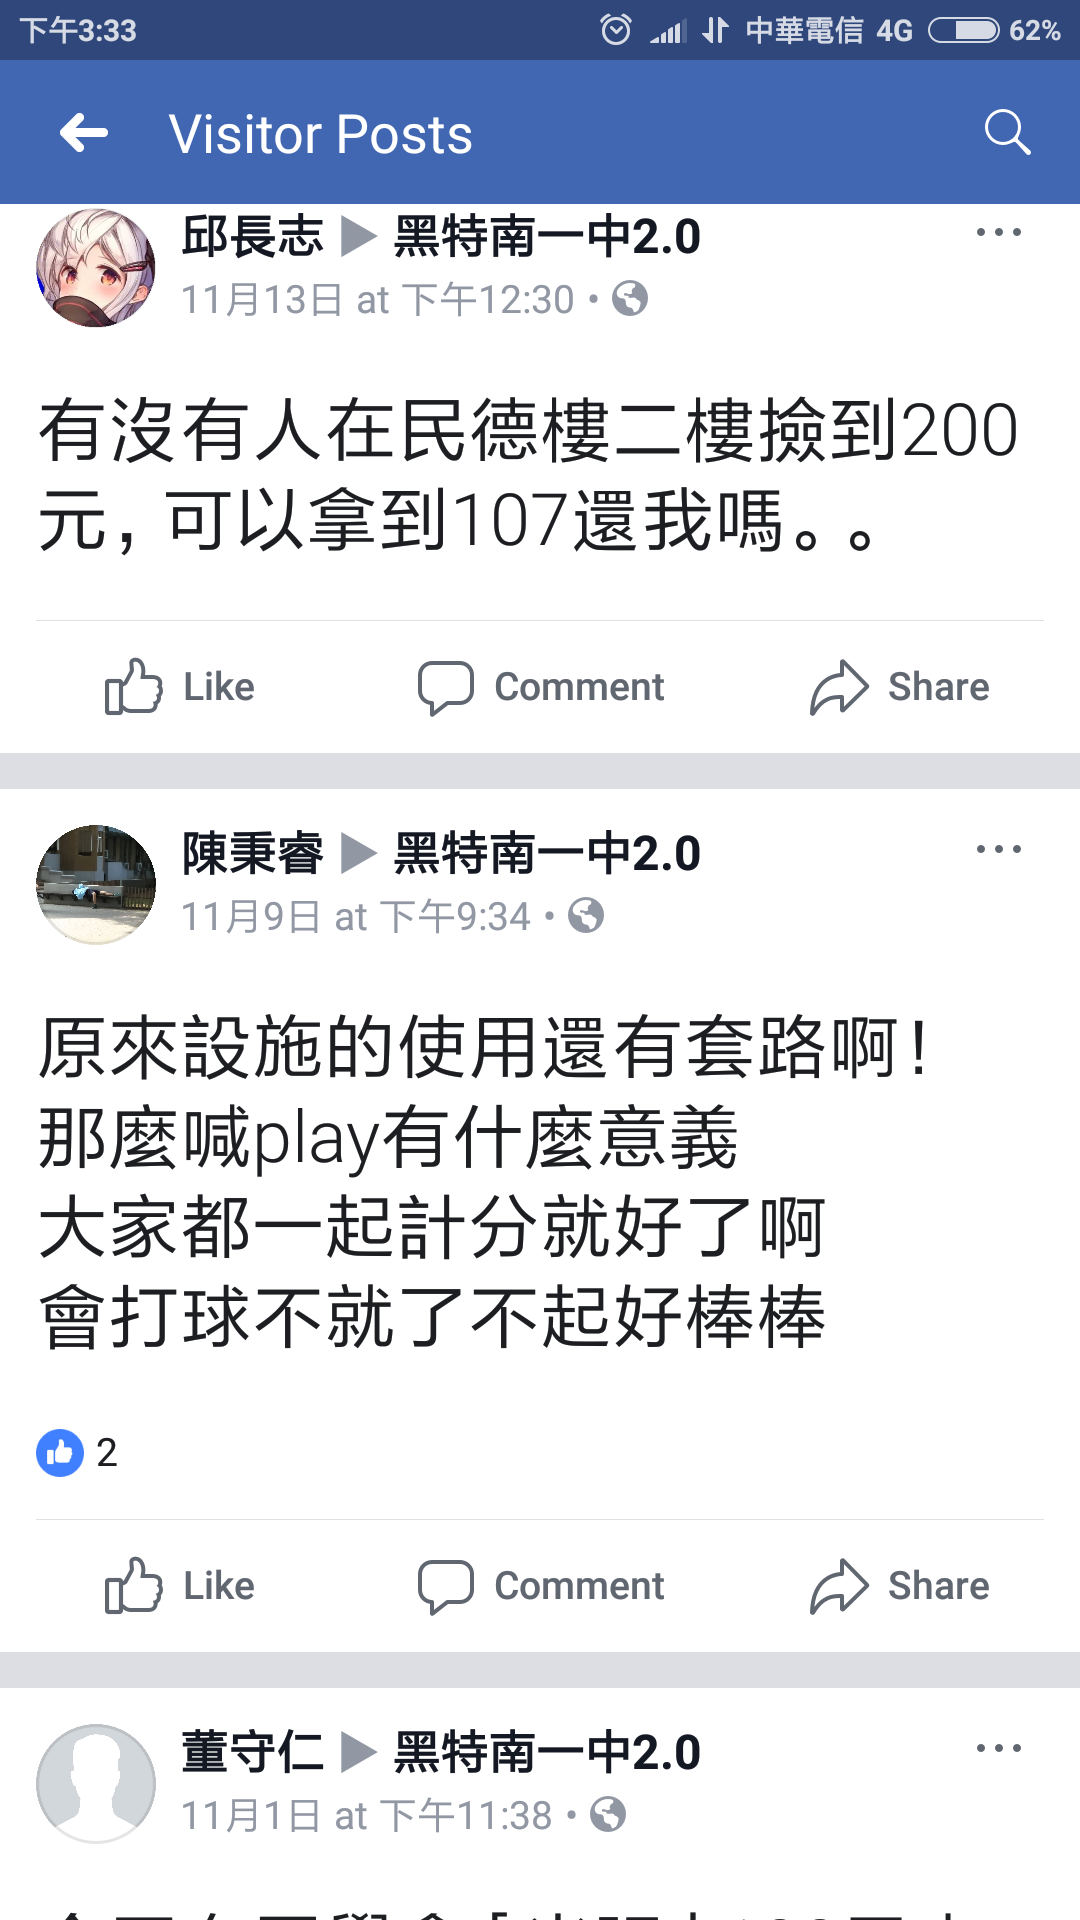 下午3:33 中華電信 4G 62%
Visitor Posts
邱長志 ▶ 黑特南一中2.0
11月13日 at 下午12:30 •
有沒有人在民德樓二樓撿到200
元，可以拿到107還我嗎。。
Like Comment Share
陳秉睿 ▶ 黑特南一中2.0
11月9日 at 下午9:34 •
原來設施的使用還有套路啊！
那麼喊play有什麼意義
大家都一起計分就好了啊
會打球不就了不起好棒棒
2
Like Comment Share
董守仁 ▶ 黑特南一中2.0
11月1日 at 下午11:38 •